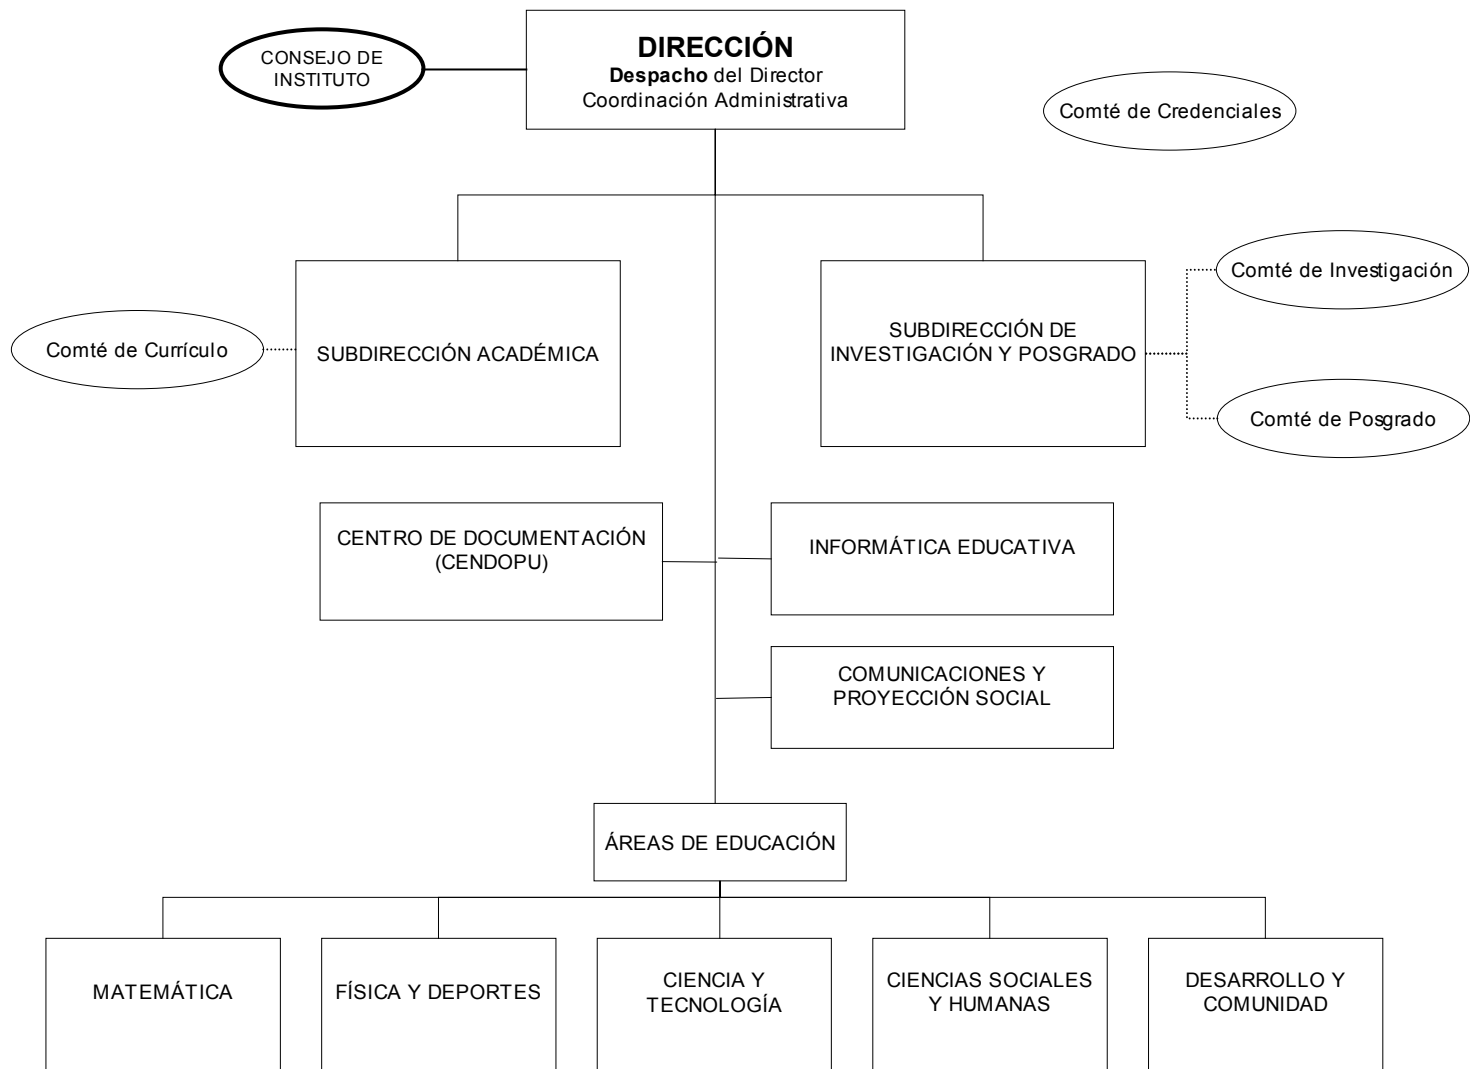 CONSEJO DE
INSTITUTO
DIRECCIÓN
Despacho del Director
Coordinación Administrativa
Comté de Credenciales
Comté de Currículo
SUBDIRECCIÓN ACADÉMICA
SUBDIRECCIÓN DE
INVESTIGACIÓN Y POSGRADO
Comté de Investigación
Comté de Posgrado
CENTRO DE DOCUMENTACIÓN
(CENDOPU)
INFORMÁTICA EDUCATIVA
COMUNICACIONES Y
PROYECCIÓN SOCIAL
ÁREAS DE EDUCACIÓN
MATEMÁTICA
FÍSICA Y DEPORTES
CIENCIA Y
TECNOLOGÍA
CIENCIAS SOCIALES
Y HUMANAS
DESARROLLO Y
COMUNIDAD